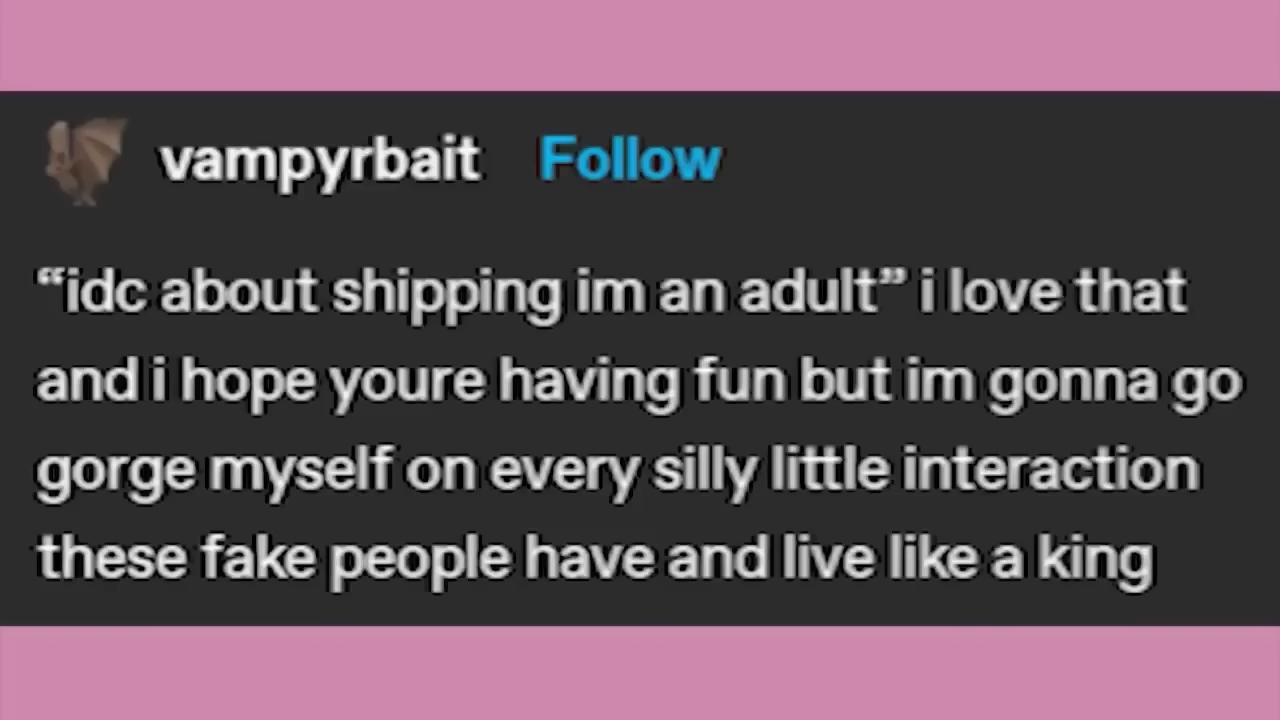 vampyrbait Follow
“idc about shipping im an adult” i love that
and i hope youre having fun but im gonna go
gorge myself on every silly little interaction
these fake people have and live like a king